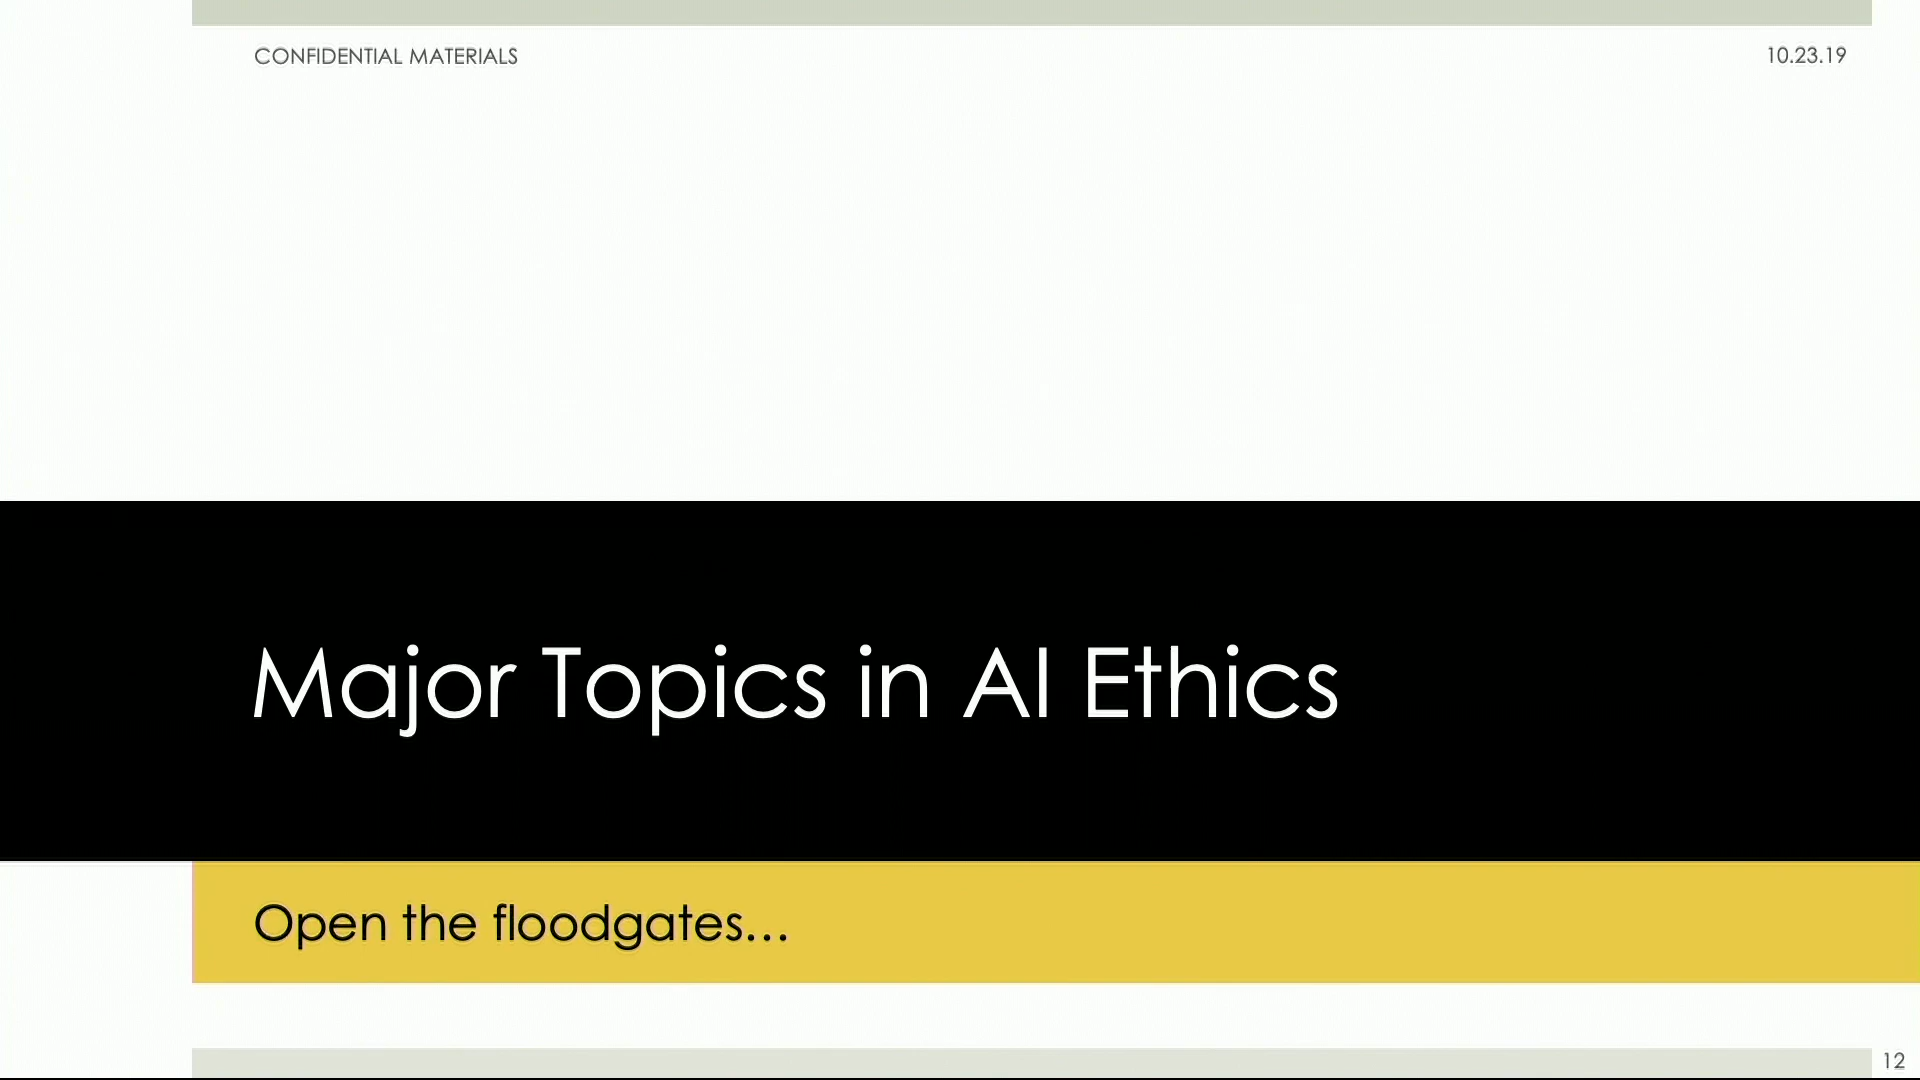 CONFIDENTIAL MATERIALS
10.23.19
Major Topics in AI Ethics
Open the floodgates…
12